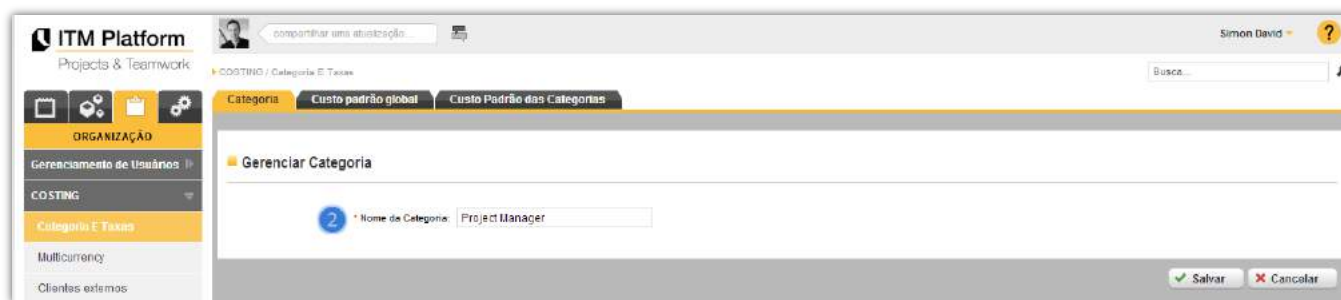 ITM Platform
Projects & Teamwork
compartilhar uma atualização...
Simon David
?
COSTING / Categoria E Taxas
Busca...
Categoria
Custo padrão global
Custo Padrão das Categorias
ORGANIZAÇÃO
Gerenciamento de Usuários
Gerenciar Categoria
COSTING
Categoria E Taxas
2
* Nome da Categoria:
Project Manager
Multicurrency
Clientes externos
Salvar
Cancelar